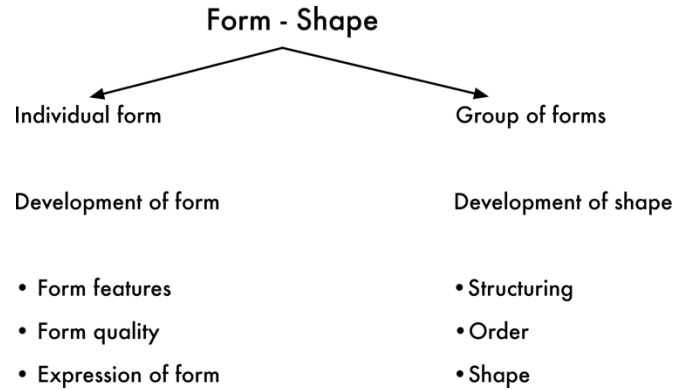 Form - Shape
Individual form
Group of forms
Development of form
Development of shape
• Form features
• Structuring
• Form quality
• Order
• Expression of form
• Shape